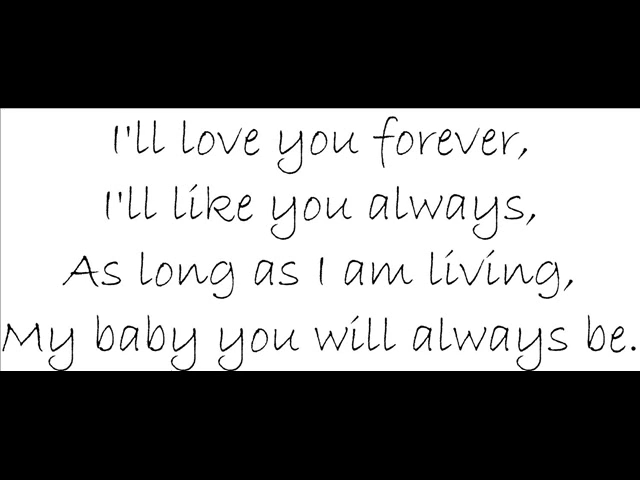 I'll love you forever,
I'll like you always,
As long as I am living,
My baby you will always be.